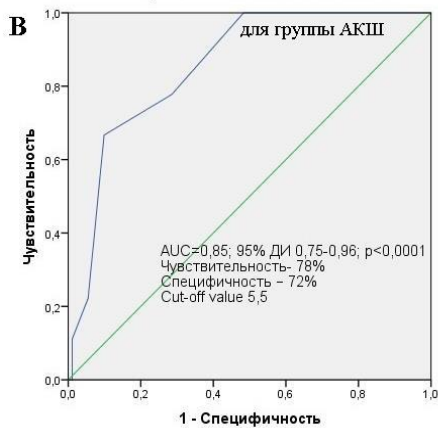 В
для группы АКШ
1,0
0,8
0,6
0,4
0,2
0,0
Чувствительность
AUC=0,85; 95% ДИ 0,75-0,96; p<0,0001
Чувствительность- 78%
Специфичность – 72%
Cut-off value 5,5
0,0 0,2 0,4 0,6 0,8 1,0
1 - Специфичность